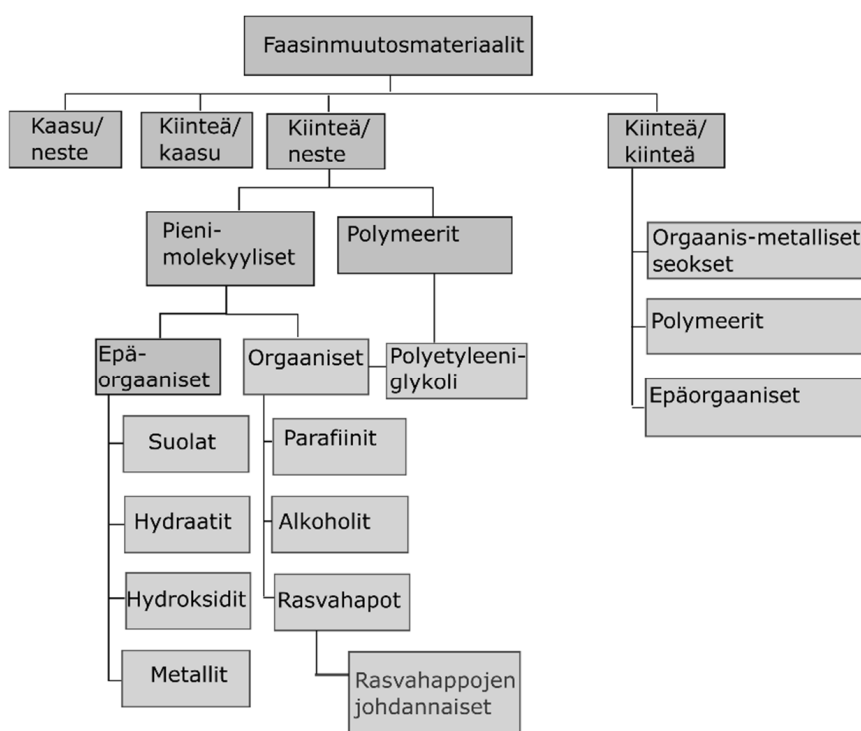 Faasinmuutosmateriaalit
Kaasu/
neste
Kiinteä/
kaasu
Kiinteä/
neste
Kiinteä/
kiinteä
Pieni-
molekyyliset
Polymeerit
Orgaanis-metalliset
seokset
Polymeerit
Epäorgaaniset
Epä-
orgaaniset
Orgaaniset
Polyetyleeni-
glykoli
Suolat
Hydraatit
Hydroksidit
Metallit
Parafiinit
Alkoholit
Rasvahapot
Rasvahappojen
johdannaiset